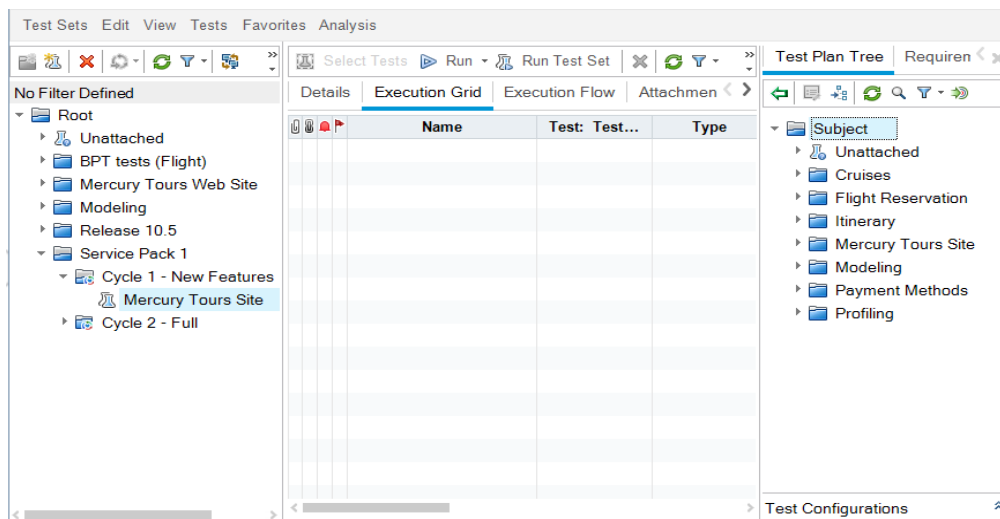 Test Sets Edit View Tests Favorites Analysis
Select Tests Run Run Test Set
Test Plan Tree Requiren
No Filter Defined
Details Execution Grid Execution Flow Attachmen
Root
Unattached
BPT tests (Flight)
Mercury Tours Web Site
Modeling
Release 10.5
Service Pack 1
Cycle 1 - New Features
Mercury Tours Site
Cycle 2 - Full
Name Test: Test... Type
Subject
Unattached
Cruises
Flight Reservation
Itinerary
Mercury Tours Site
Modeling
Payment Methods
Profiling
Test Configurations